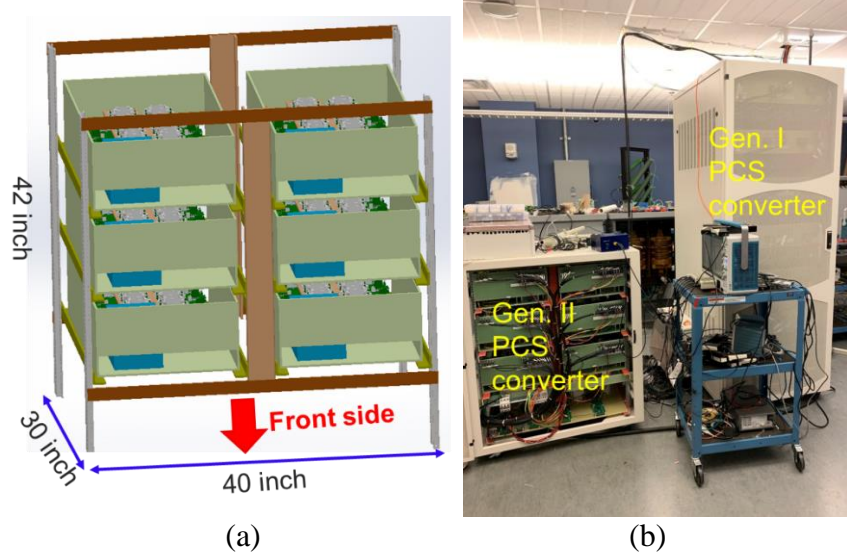 42 inch
30 inch
40 inch
Front side
Gen. I
PCS
converter
Gen. II
PCS
converter
(a)
(b)